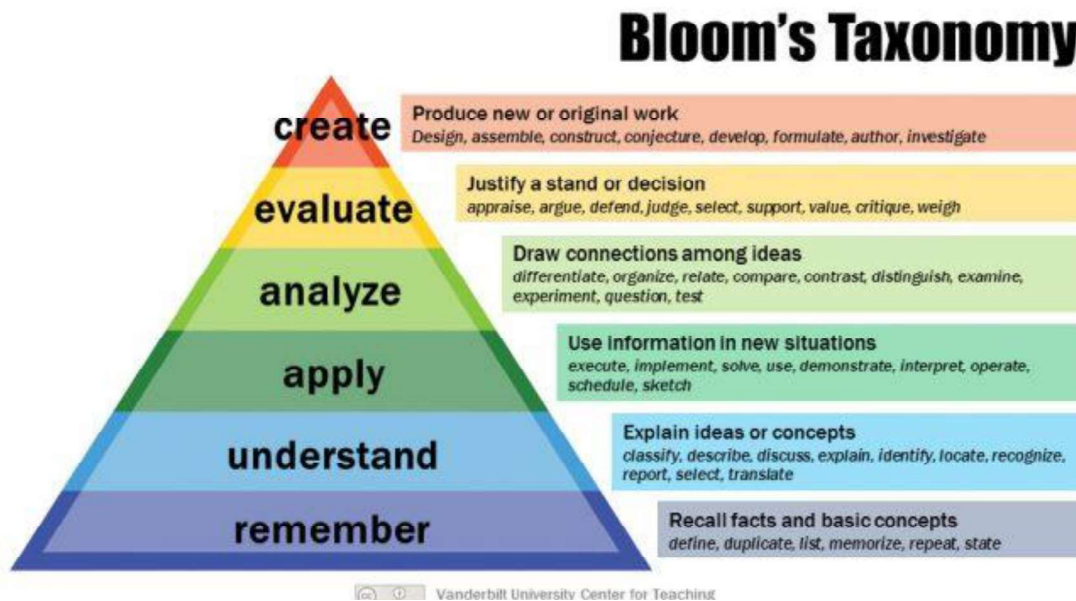 Bloom's Taxonomy
create
Produce new or original work
Design, assemble, construct, conjecture, develop, formulate, author, investigate
evaluate
Justify a stand or decision
appraise, argue, defend, judge, select, support, value, critique, weigh
analyze
Draw connections among ideas
differentiate, organize, relate, compare, contrast, distinguish, examine,
experiment, question, test
apply
Use information in new situations
execute, implement, solve, use, demonstrate, interpret, operate,
schedule, sketch
understand
Explain ideas or concepts
classify, describe, discuss, explain, identify, locate, recognize,
report, select, translate
remember
Recall facts and basic concepts
define, duplicate, list, memorize, repeat, state
cc
Vanderbilt University Center for Teaching